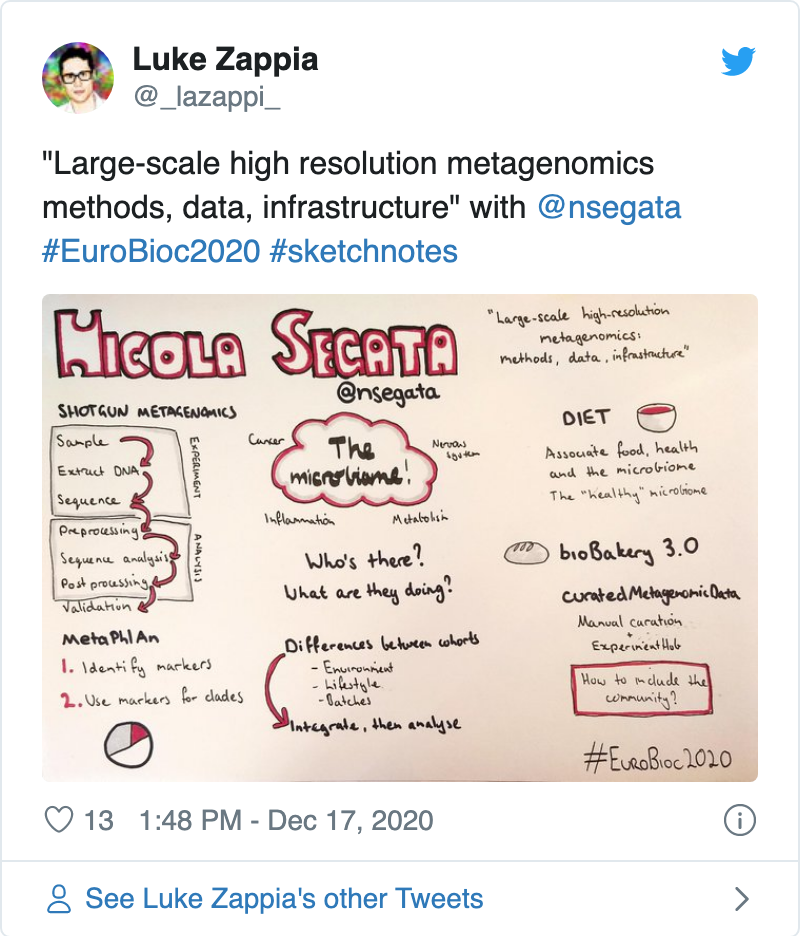 Luke Zappia
@_lazappi_
"Large-scale high resolution metagenomics
methods, data, infrastructure" with @nsegata
#EuroBioc2020 #sketchnotes
NICOLA SEGATA
@nsegata
"Large-scale high-resolution
metagenomics:
methods, data, infrastructure"
SHOTGUN METAGENOMICS
Sample
Extract DNA
Sequence
EXPERIMENT
Preprocessing
Sequence analysis
Post processing
ANALYSIS
Validation
MetaPhlAn
1. Identify markers
2. Use markers for clades
The
microbiome!
Cancer
Nervous
system
Inflammation
Metabolism
Who's there?
What are they doing?
Differences between cohorts
- Environment
- Lifestyle
- Batches
Integrate, then analyse
DIET
Associate food, health
and the microbiome
The "healthy" microbiome
bioBakery 3.0
curatedMetagenomicData
Manual curation
+
ExperimentHub
How to include the
community?
#EuroBioc2020
13 1:48 PM - Dec 17, 2020
See Luke Zappia's other Tweets